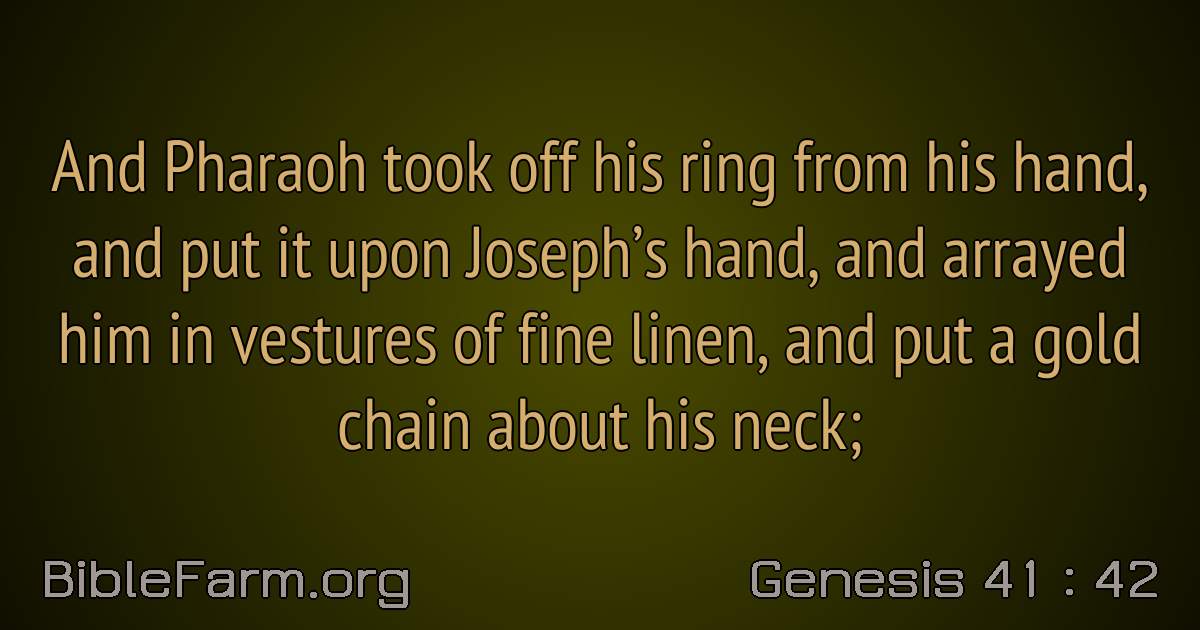 And Pharaoh took off his ring from his hand,
and put it upon Joseph’s hand, and arrayed
him in vestures of fine linen, and put a gold
chain about his neck;
BibleFarm.org
Genesis 41 : 42